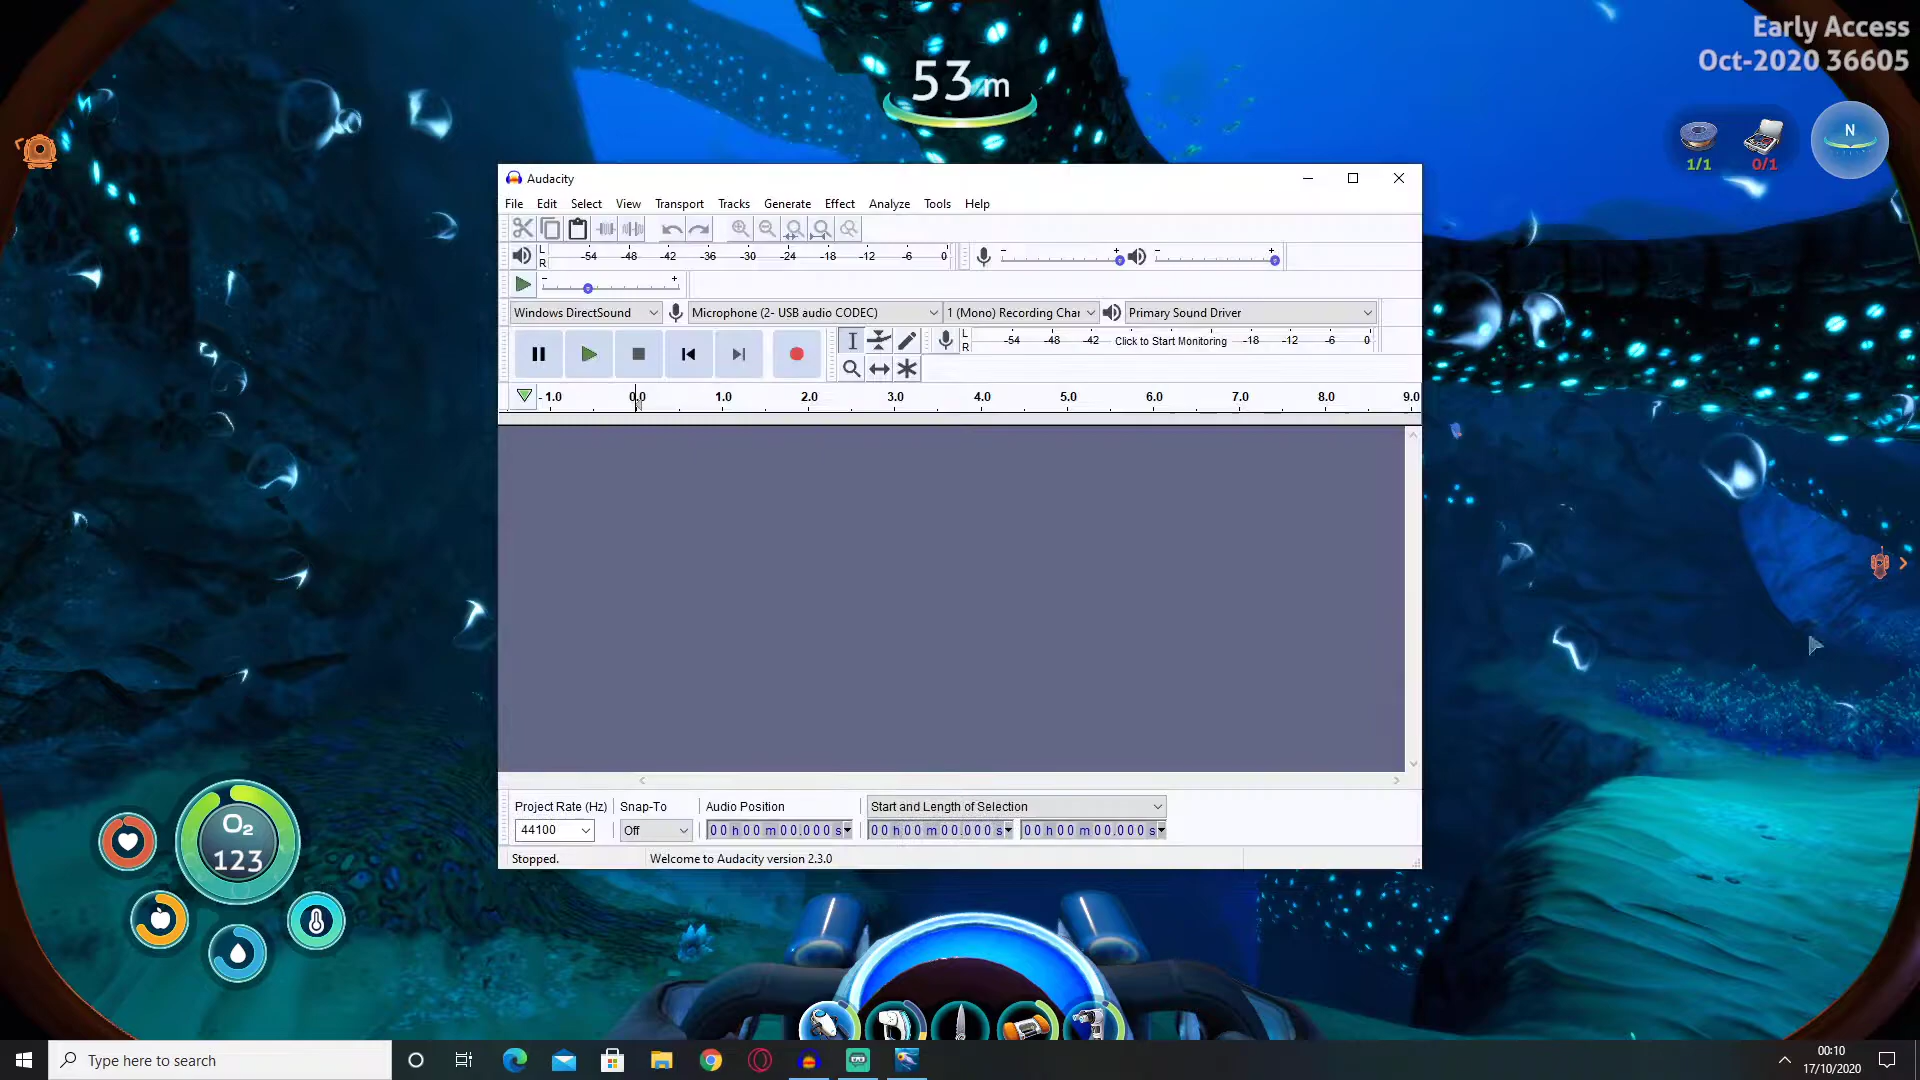 Early Access
Oct-2020 36605
53 m
N
1/1
0/1
Audacity
File Edit Select View Transport Tracks Generate Effect Analyze Tools Help
L
R
-54 -48 -42 -36 -30 -24 -18 -12 -6 0
- +
- +
- +
Windows DirectSound
Microphone (2- USB audio CODEC)
1 (Mono) Recording Char
Primary Sound Driver
L
R
-54 -48 -42 Click to Start Monitoring -18 -12 -6 0
- 1.0 0.0 1.0 2.0 3.0 4.0 5.0 6.0 7.0 8.0 9.0
Project Rate (Hz) Snap-To Audio Position Start and Length of Selection
44100 Off 00 h 00 m 00.000 s 00 h 00 m 00.000 s 00 h 00 m 00.000 s
Stopped. Welcome to Audacity version 2.3.0
O₂
123
Type here to search
00:10
17/10/2020